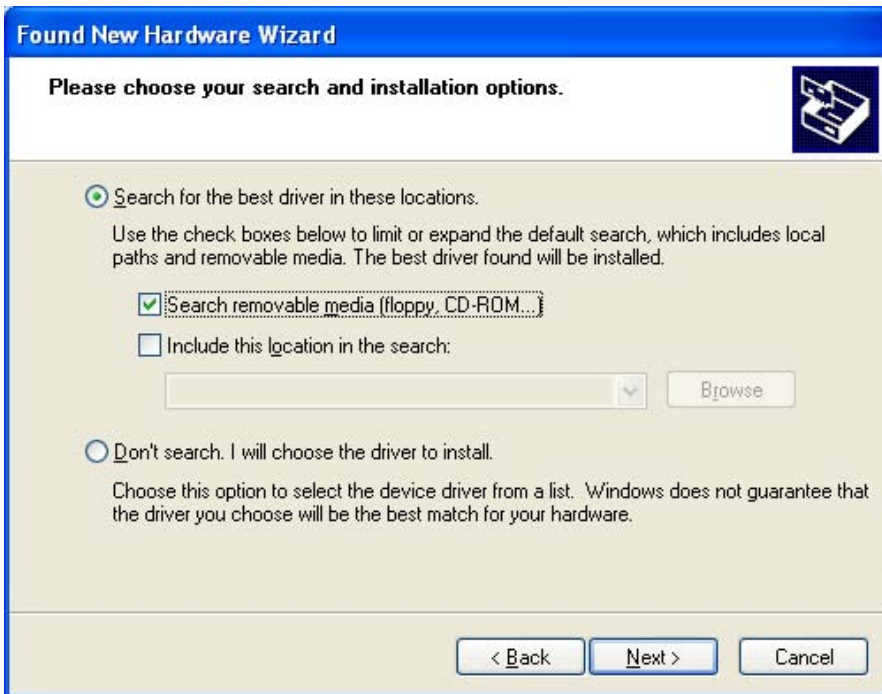 Found New Hardware Wizard
Please choose your search and installation options.
Search for the best driver in these locations.
Use the check boxes below to limit or expand the default search, which includes local
paths and removable media. The best driver found will be installed.
Search removable media (floppy, CD-ROM...)
Include this location in the search:
Browse
Don't search. I will choose the driver to install.
Choose this option to select the device driver from a list.  Windows does not guarantee that
the driver you choose will be the best match for your hardware.
< Back Next > Cancel